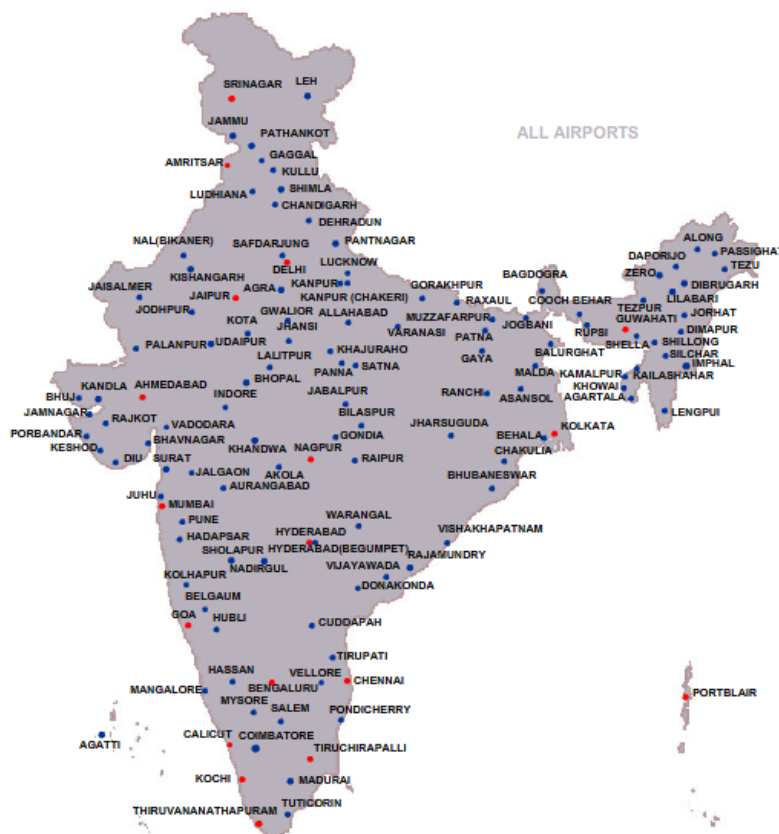 SRINAGAR
LEH
JAMMU
PATHANKOT
ALL AIRPORTS
AMRITSAR
GAGGAL
KULLU
LUDHIANA
SHIMLA
CHANDIGARH
DEHRADUN
NAL(BIKANER)
SAFDARJUNG
PANTNAGAR
ALONG
PASSIGHAT
DAPORIJO
KISHANGARH
DELHI
LUCKNOW
BAGDOGRA
ZERO
TEZU
JAISALMER
JAIPUR
AGRA
KANPUR
GORAKHPUR
COOCH BEHAR
DIBRUGARH
KANPUR (CHAKERI)
RAXAUL
TEZPUR
LILABARI
JODHPUR
GWALIOR
ALLAHABAD
MUZZAFARPUR
GUWAHATI
JORHAT
KOTA
JHANSI
VARANASI
PATNA
JOGBANI
RUPSI
DIMAPUR
PALANPUR
UDAIPUR
LALITPUR
KHAJURAHO
GAYA
BALURGHAT
SHELLA
SHILLONG
SILCHAR
IMPHAL
PANNA
SATNA
MALDA
KAMALPUR
KAILASHAHAR
BHUJ
KANDLA
AHMEDABAD
BHOPAL
KHOWAI
JAMNAGAR
INDORE
JABALPUR
RANCHI
ASANSOL
AGARTALA
LENGPUI
RAJKOT
VADODARA
BILASPUR
JHARSUGUDA
KOLKATA
PORBANDAR
BHAVNAGAR
KHANDWA
GONDIA
BEHALA
KESHOD
NAGPUR
CHAKULIA
DIU
SURAT
JALGAON
AKOLA
RAIPUR
BHUBANESWAR
AURANGABAD
JUHU
MUMBAI
PUNE
WARANGAL
HADAPSAR
HYDERABAD
VISHAKHAPATNAM
SHOLAPUR
HYDERABAD(BEGUMPET)
RAJAMUNDRY
NADIRGUL
VIJAYAWADA
KOLHAPUR
DONAKONDA
BELGAUM
GOA
HUBLI
CUDDAPAH
TIRUPATI
HASSAN
VELLORE
CHENNAI
MANGALORE
BENGALURU
PORTBLAIR
MYSORE
SALEM
PONDICHERRY
CALICUT
COIMBATORE
AGATTI
TIRUCHIRAPALLI
KOCHI
MADURAI
TUTICORIN
THIRUVANANATHAPURAM